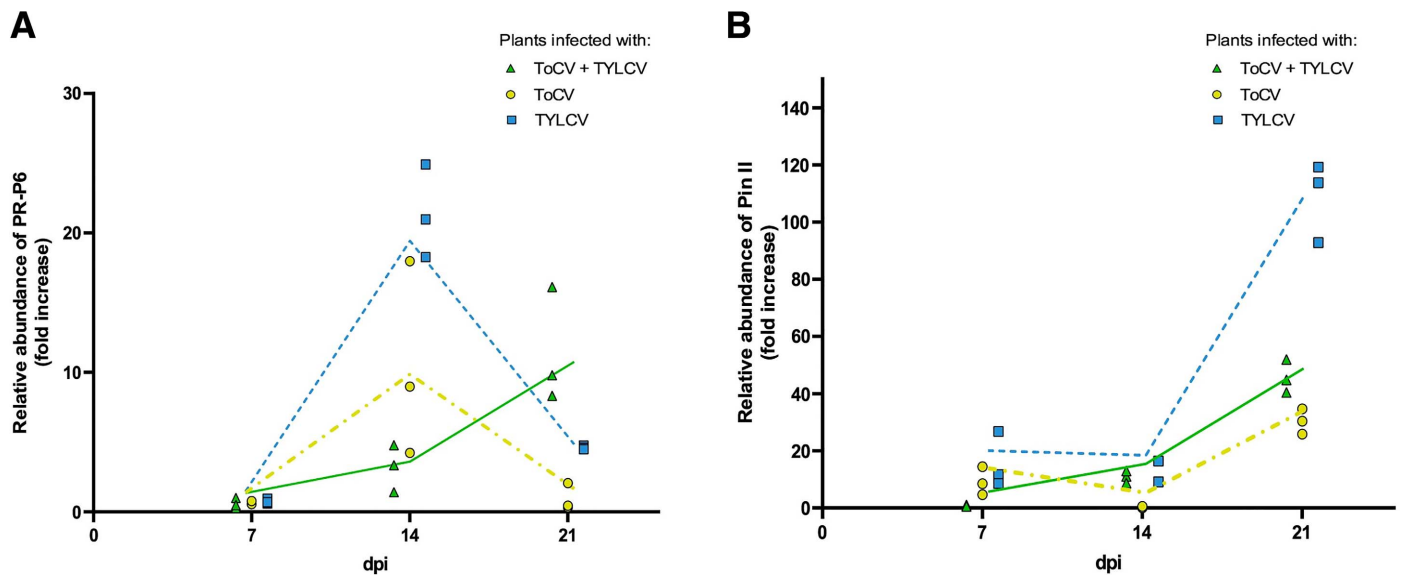 A
Plants infected with:
ToCV + TYLCV
ToCV
TYLCV
Relative abundance of PR-P6
(fold increase)
30
20
10
0
0
7
14
21
dpi
B
Plants infected with:
ToCV + TYLCV
ToCV
TYLCV
Relative abundance of Pin II
(fold increase)
140
120
100
80
60
40
20
0
0
7
14
21
dpi